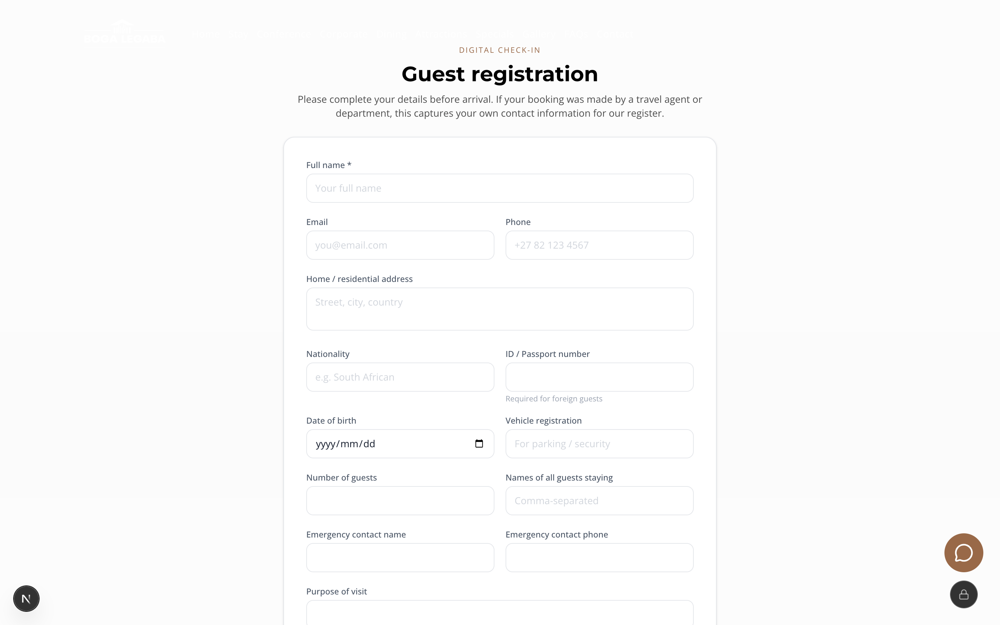 BOGA LEGABA
Home Stay Conference Corporate Dining Attractions Specials Gallery FAQs Contact
DIGITAL CHECK-IN
Guest registration
Please complete your details before arrival. If your booking was made by a travel agent or
department, this captures your own contact information for our register.
Full name *
Your full name
Email
Phone
you@email.com
+27 82 123 4567
Home / residential address
Street, city, country
Nationality
ID / Passport number
e.g. South African
Required for foreign guests
Date of birth
Vehicle registration
yyyy/mm/dd
For parking / security
Number of guests
Names of all guests staying
Comma-separated
Emergency contact name
Emergency contact phone
Purpose of visit
N